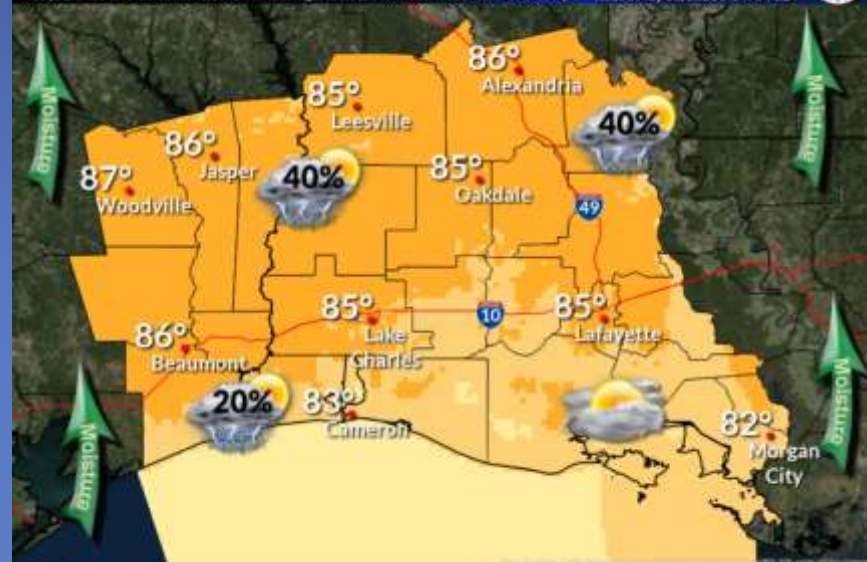 86°
Alexandria
85°
Leesville
40%
Moisture
Moisture
86°
Jasper
40%
85°
Oakdale
87°
Woodville
49
85°
Lake
Charles
10
85°
Lafayette
86°
Beaumont
20%
83°
Cameron
82°
Morgan
City
Moisture
Moisture